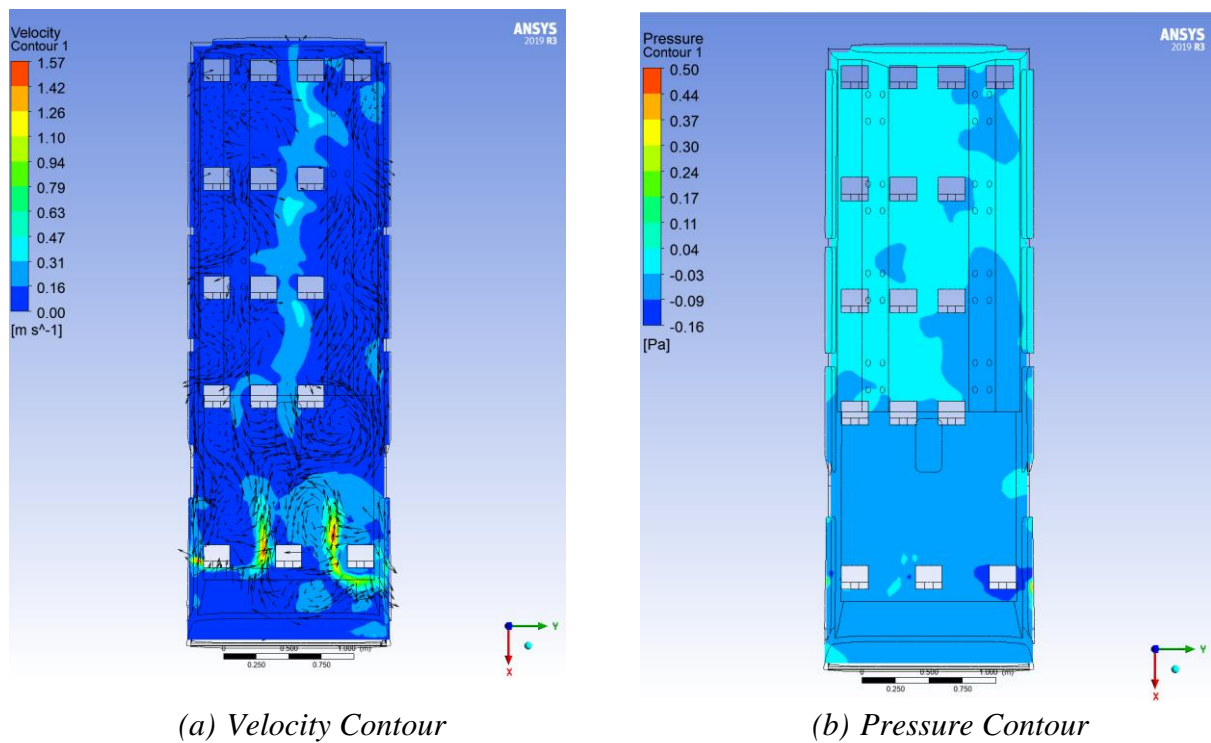 Velocity
Contour 1
1.57
1.42
1.26
1.10
0.94
0.79
0.63
0.47
0.31
0.16
0.00
[m s^-1]
ANSYS
2019 R3
0 0.500 1.000 (m)
0.250 0.750
Y
X
(a) Velocity Contour
Pressure
Contour 1
0.50
0.44
0.37
0.30
0.24
0.17
0.11
0.04
-0.03
-0.09
-0.16
[Pa]
ANSYS
2019 R3
0 0.500 1.000 (m)
0.250 0.750
Y
X
(b) Pressure Contour